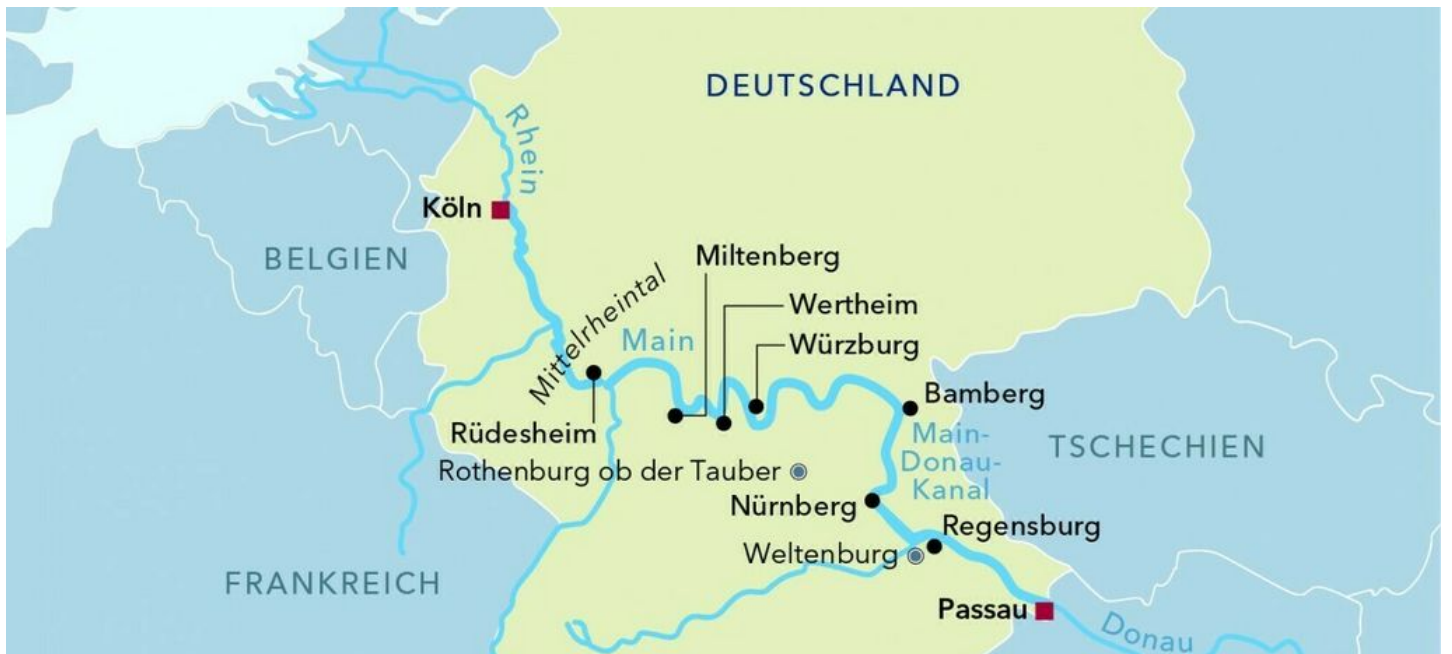 DEUTSCHLAND
Rhein
Köln
BELGIEN
Miltenberg
Mittelrheintal
Wertheim
Main
Würzburg
Bamberg
Rüdesheim
Main-
Donau-
Kanal
TSCHECHIEN
Rothenburg ob der Tauber
Nürnberg
Regensburg
Weltenburg
FRANKREICH
Passau
Donau